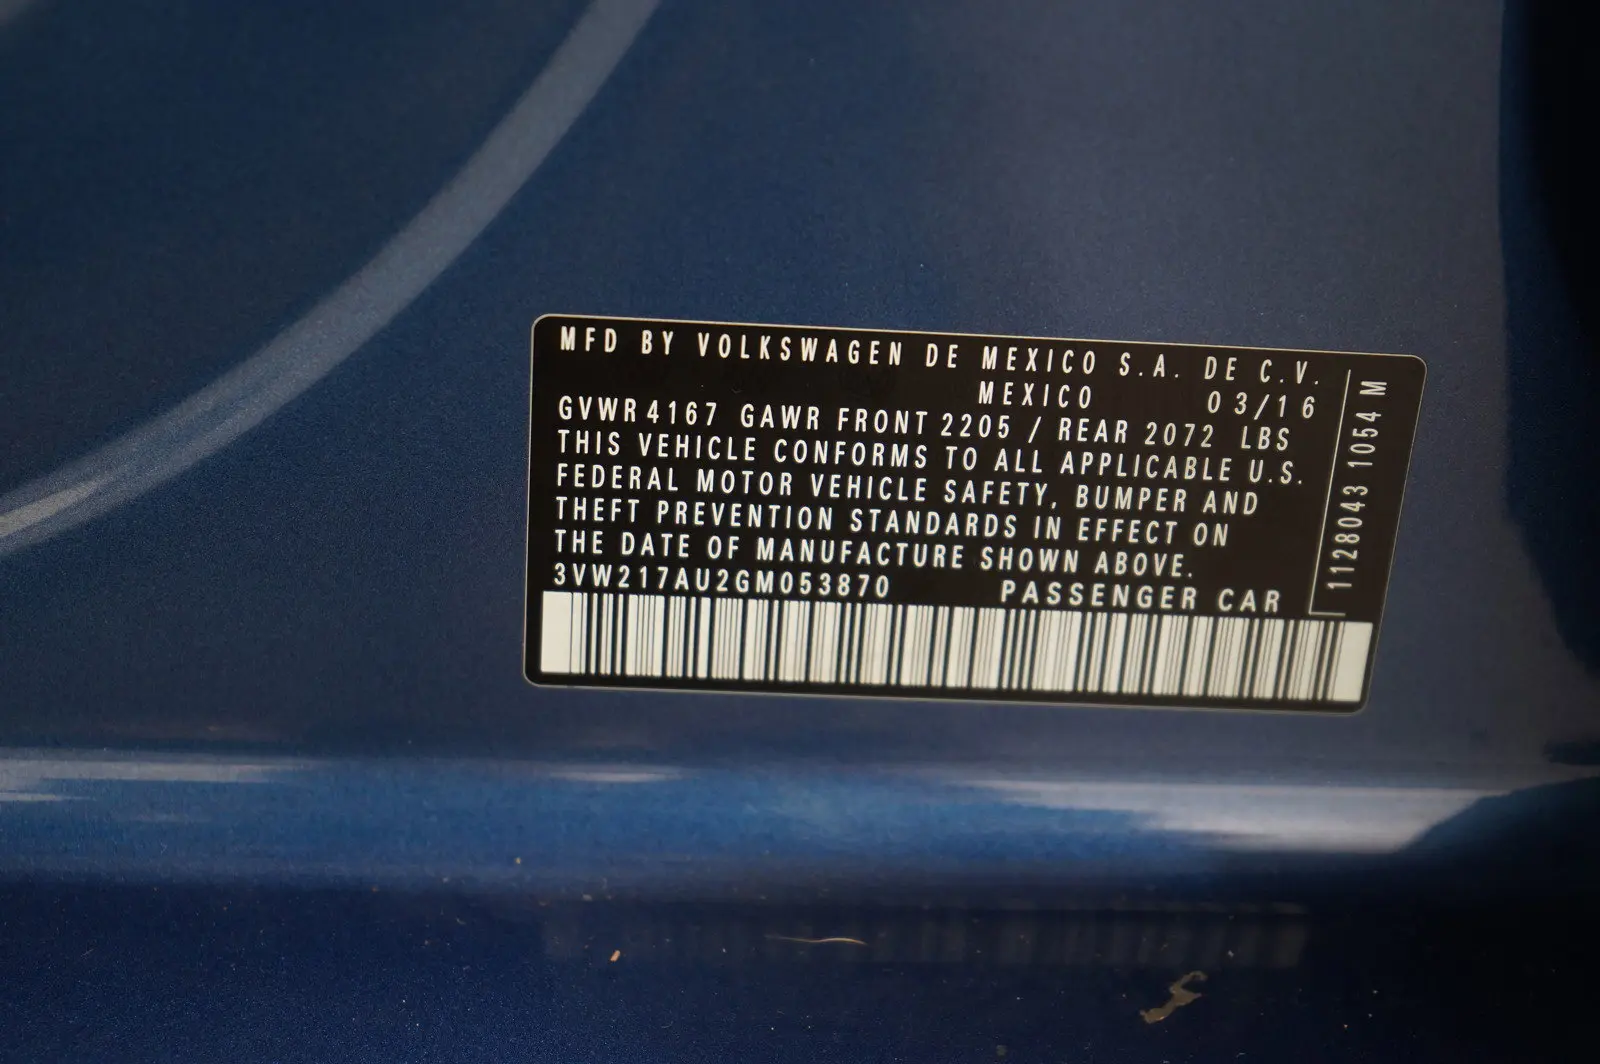 MFD BY VOLKSWAGEN DE MEXICO S.A. DE C.V.
MEXICO 03/16
GVWR 4167 GAWR FRONT 2205 / REAR 2072 LBS
THIS VEHICLE CONFORMS TO ALL APPLICABLE U.S.
FEDERAL MOTOR VEHICLE SAFETY, BUMPER AND
THEFT PREVENTION STANDARDS IN EFFECT ON
THE DATE OF MANUFACTURE SHOWN ABOVE.
3VW217AU2GM053870 PASSENGER CAR
1128043 1054 M